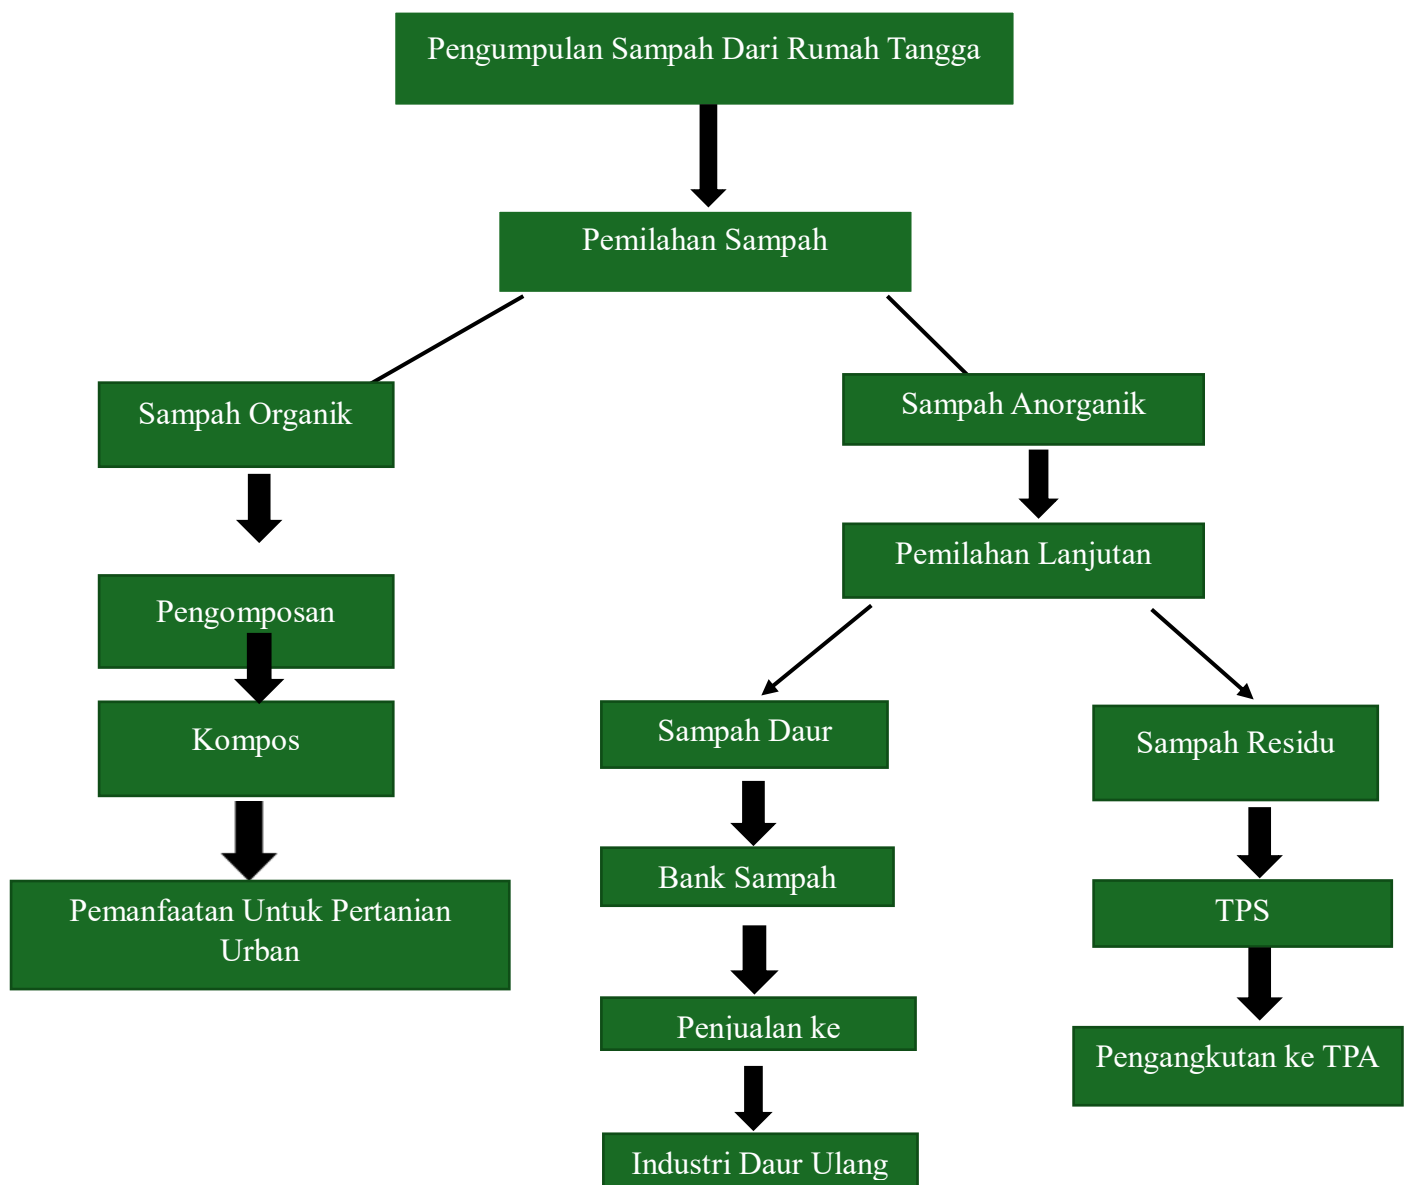 Pengumpulan Sampah Dari Rumah Tangga
Pemilahan Sampah
Sampah Organik
Sampah Anorganik
Pemilahan Lanjutan
Pengomposan
Kompos
Sampah Daur
Sampah Residu
Bank Sampah
TPS
Pemanfaatan Untuk Pertanian
Urban
Penjualan ke
Pengangkutan ke TPA
Industri Daur Ulang